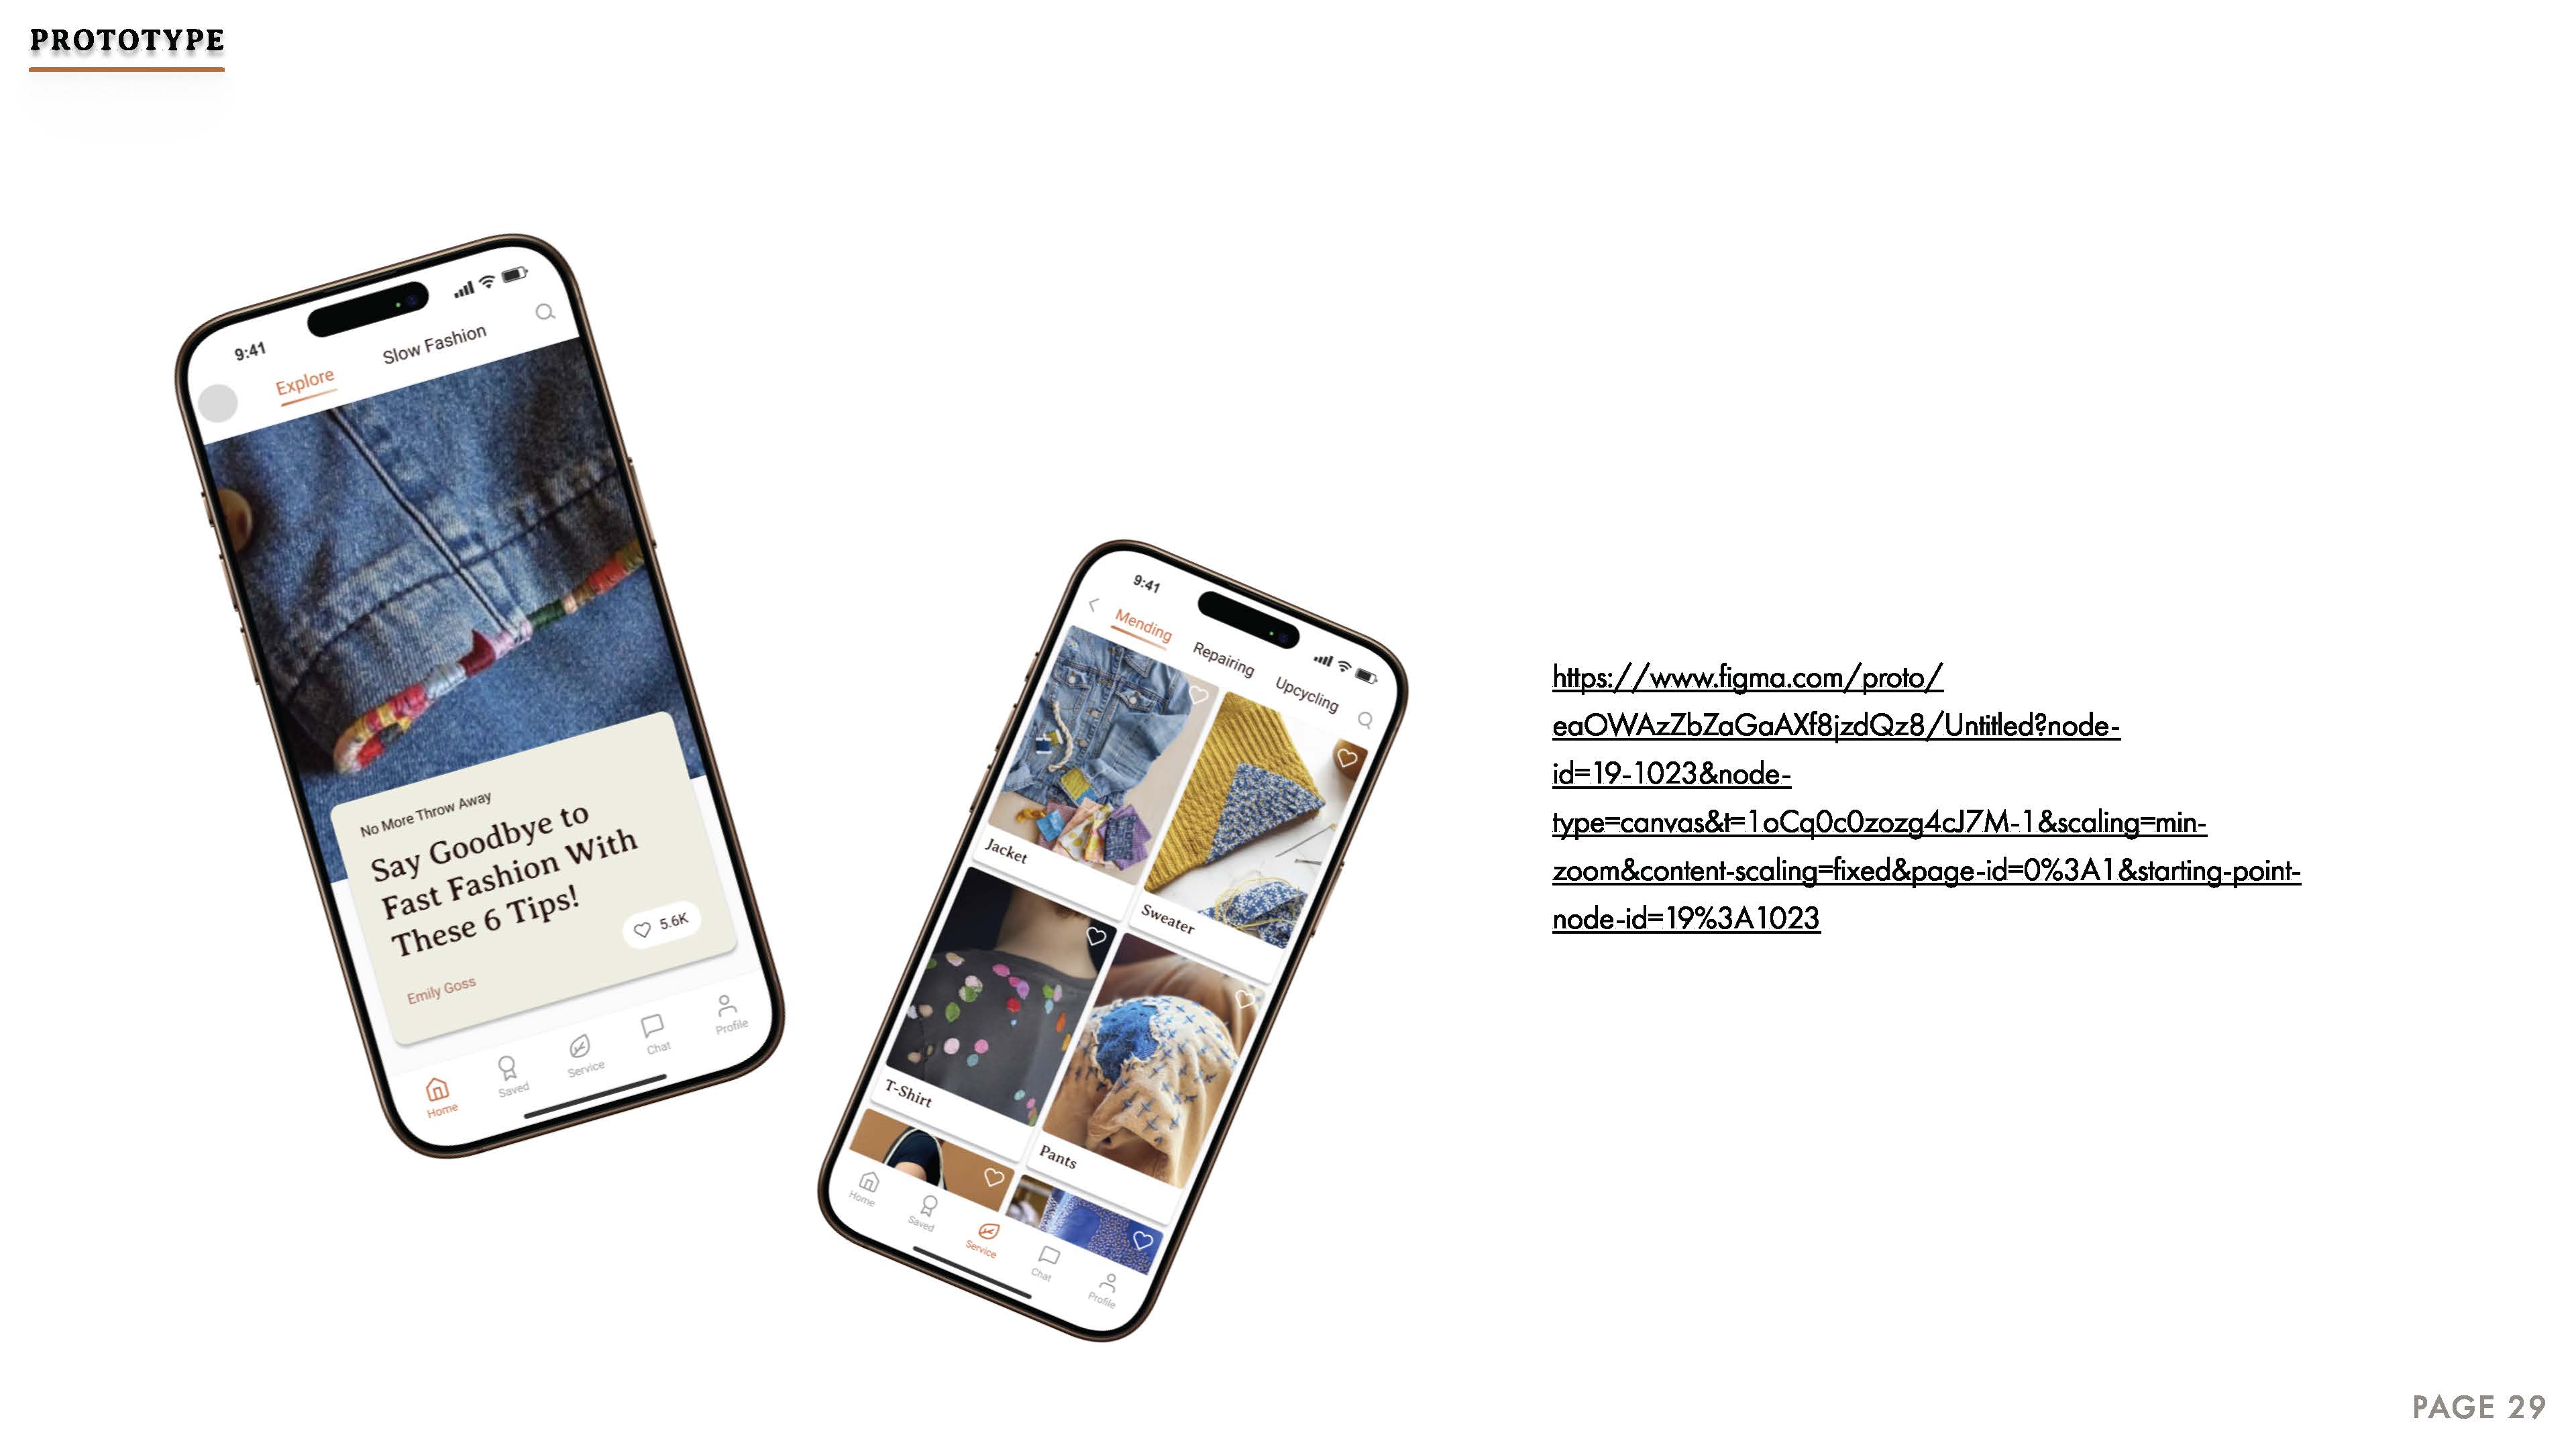 PROTOTYPE
9:41
Explore
Slow Fashion
No More Throw Away
Say Goodbye to
Fast Fashion With
These 6 Tips!
5.6K
Emily Goss
Home
Saved
Service
Chat
Profile
9:41
Mending
Repairing
Upcycling
Jacket
Sweater
T-Shirt
Pants
Home
Saved
Service
Chat
Profile
https://www.figma.com/proto/
eaOWAzZbZaGaAXf8jzdQz8/Untitled?node-
id=19-1023&node-
type=canvas&t=1oCq0c0zozg4cJ7M-1&scaling=min-
zoom&content-scaling=fixed&page-id=0%3A1&starting-point-
node-id=19%3A1023
PAGE 29